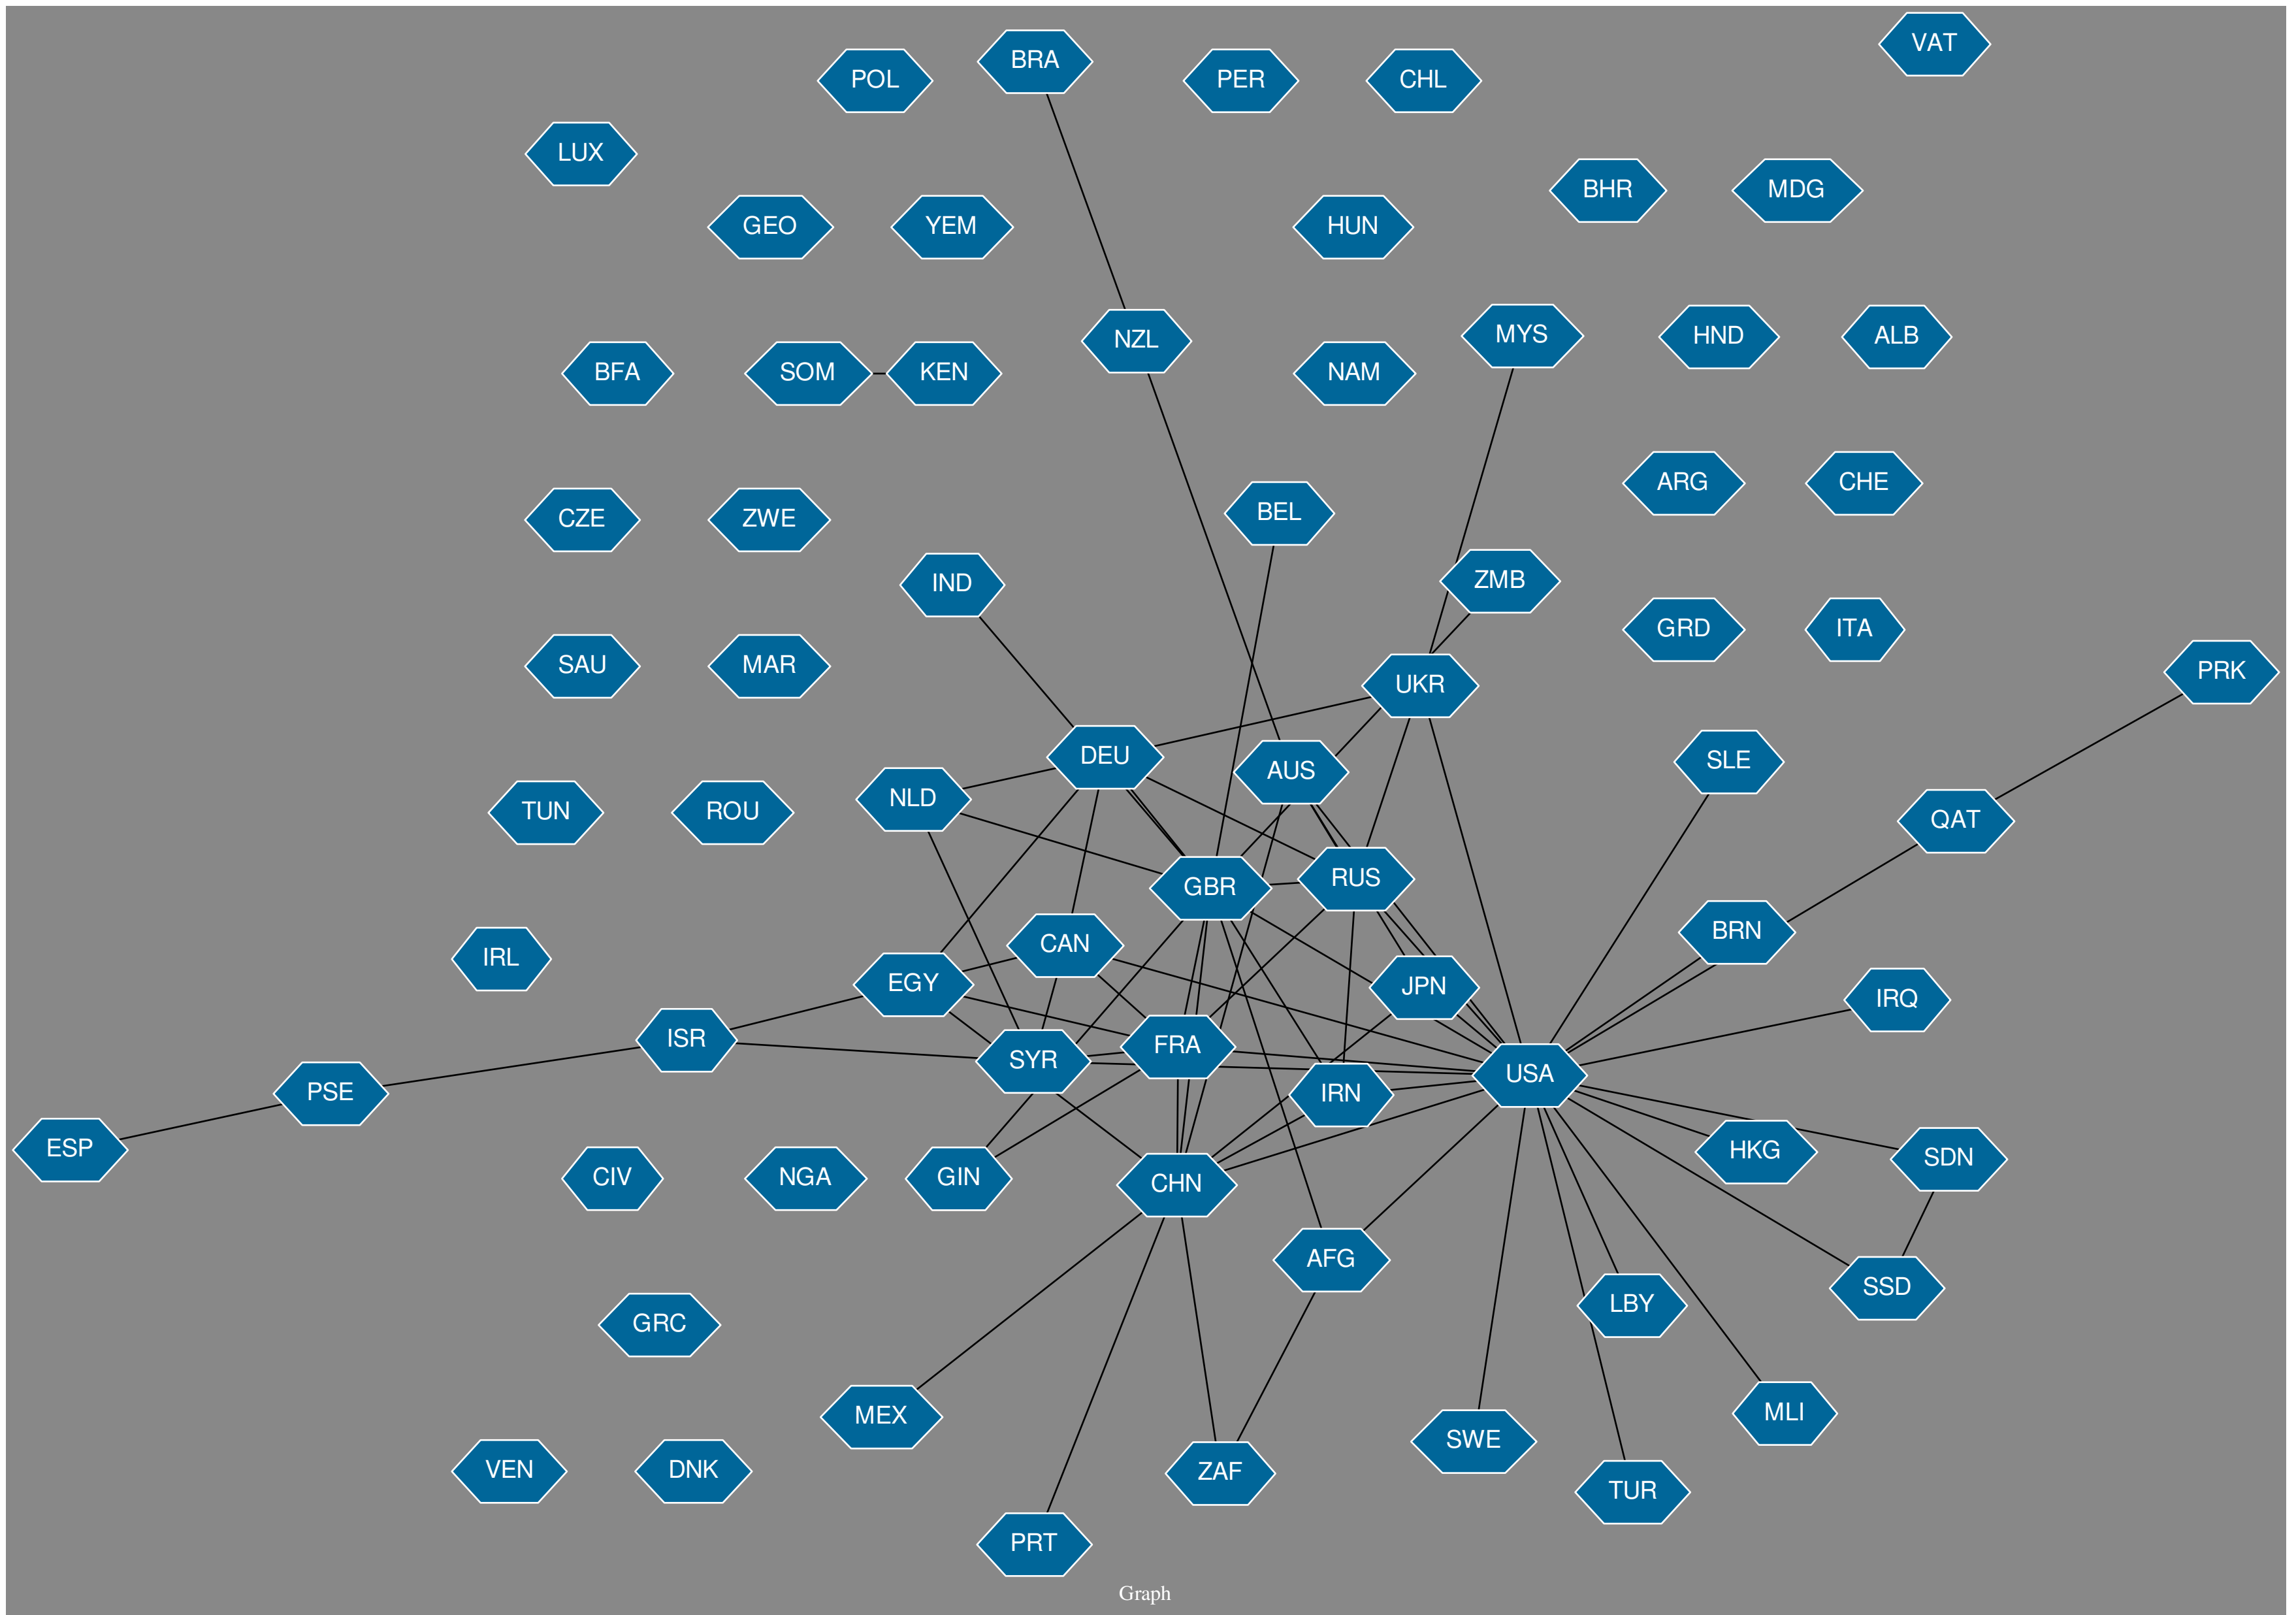 VAT
BRA
POL
PER
CHL
LUX
BHR
MDG
GEO
YEM
HUN
MYS
HND
ALB
NZL
BFA
SOM
KEN
NAM
ARG
CHE
BEL
CZE
ZWE
ZMB
IND
GRD
ITA
SAU
MAR
PRK
UKR
DEU
SLE
AUS
NLD
TUN
ROU
QAT
RUS
GBR
BRN
CAN
IRL
EGY
JPN
IRQ
ISR
FRA
SYR
USA
PSE
IRN
ESP
HKG
SDN
CIV
NGA
GIN
CHN
AFG
SSD
LBY
GRC
MEX
MLI
SWE
VEN
DNK
ZAF
TUR
PRT
Graph